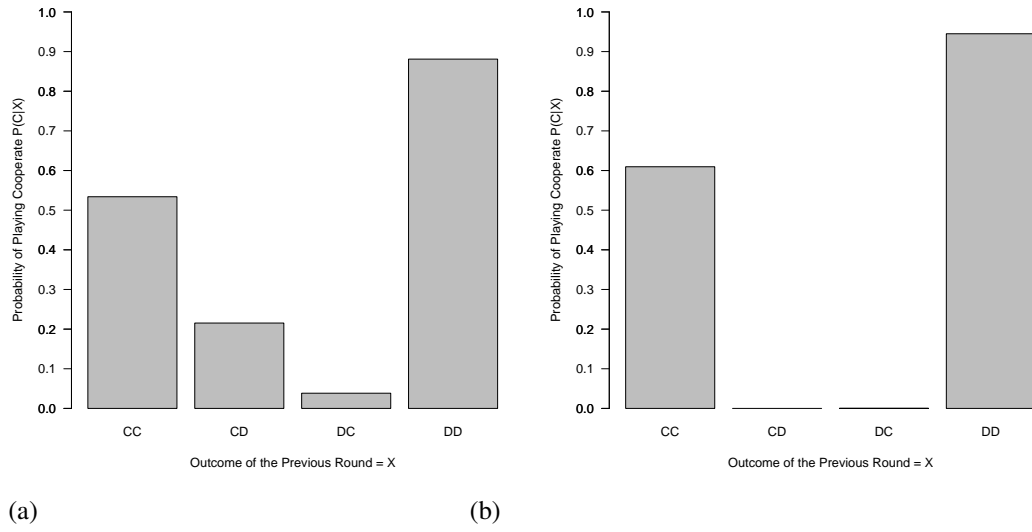 Probability of Playing Cooperate P(C|X)
1.0
0.9
0.8
0.7
0.6
0.5
0.4
0.3
0.2
0.1
0.0
CC CD DC DD
Outcome of the Previous Round = X
(a)
Probability of Playing Cooperate P(C|X)
1.0
0.9
0.8
0.7
0.6
0.5
0.4
0.3
0.2
0.1
0.0
CC CD DC DD
Outcome of the Previous Round = X
(b)